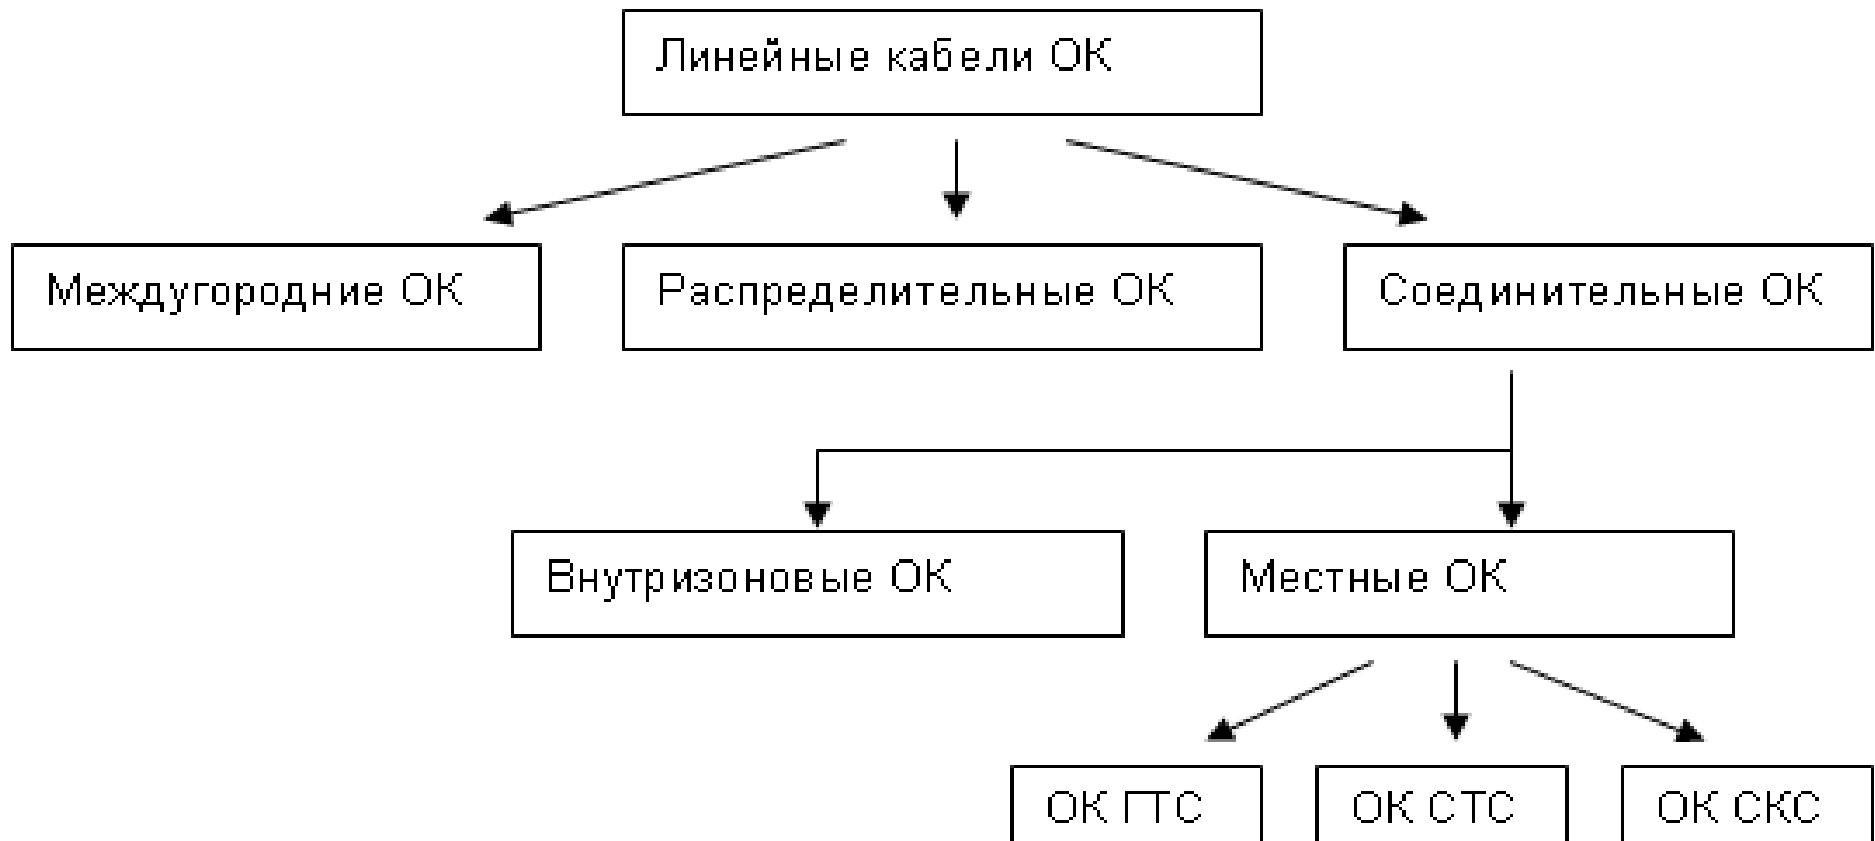 Линейные кабели ОК
Междугородние ОК
Распределительные ОК
Соединительные ОК
Внутризоновые ОК
Местные ОК
ОК ГТС
ОК СТС
ОК СКС